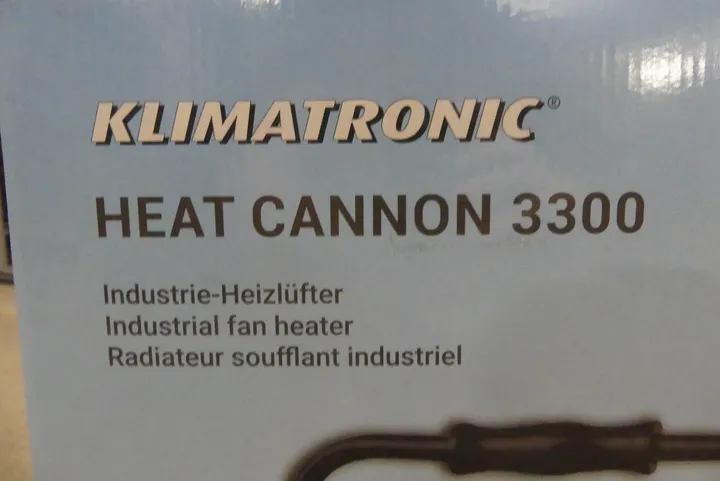 KLIMATRONIC®
HEAT CANNON 3300
Industrie-Heizlüfter
Industrial fan heater
Radiateur soufflant industriel